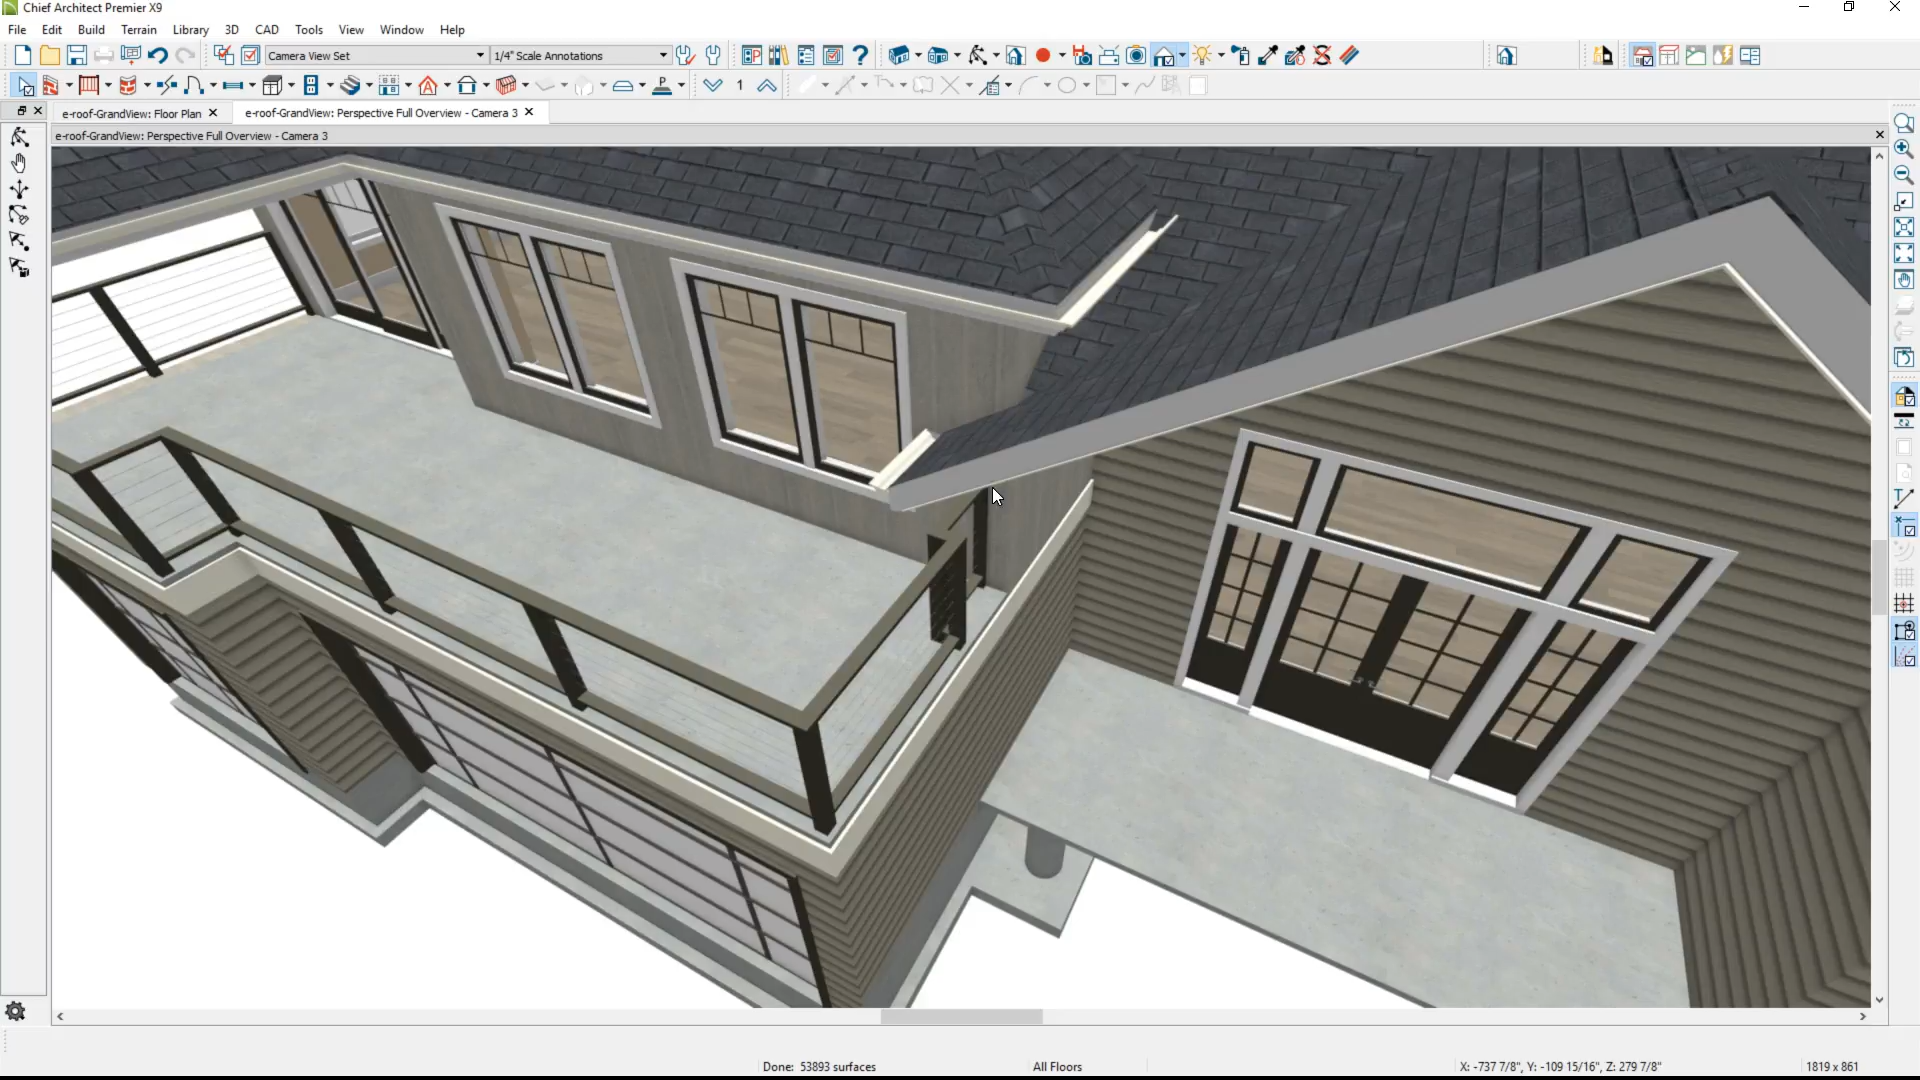 Chief Architect Premier X9
File Edit Build Terrain Library 3D CAD Tools View Window Help
Camera View Set 1/4" Scale Annotations
1
e-roof-GrandView: Floor Plan e-roof-GrandView: Perspective Full Overview - Camera 3
e-roof-GrandView: Perspective Full Overview - Camera 3
Done: 53893 surfaces All Floors X: -737 7/8", Y: -109 15/16", Z: 279 7/8" 1819 x 861